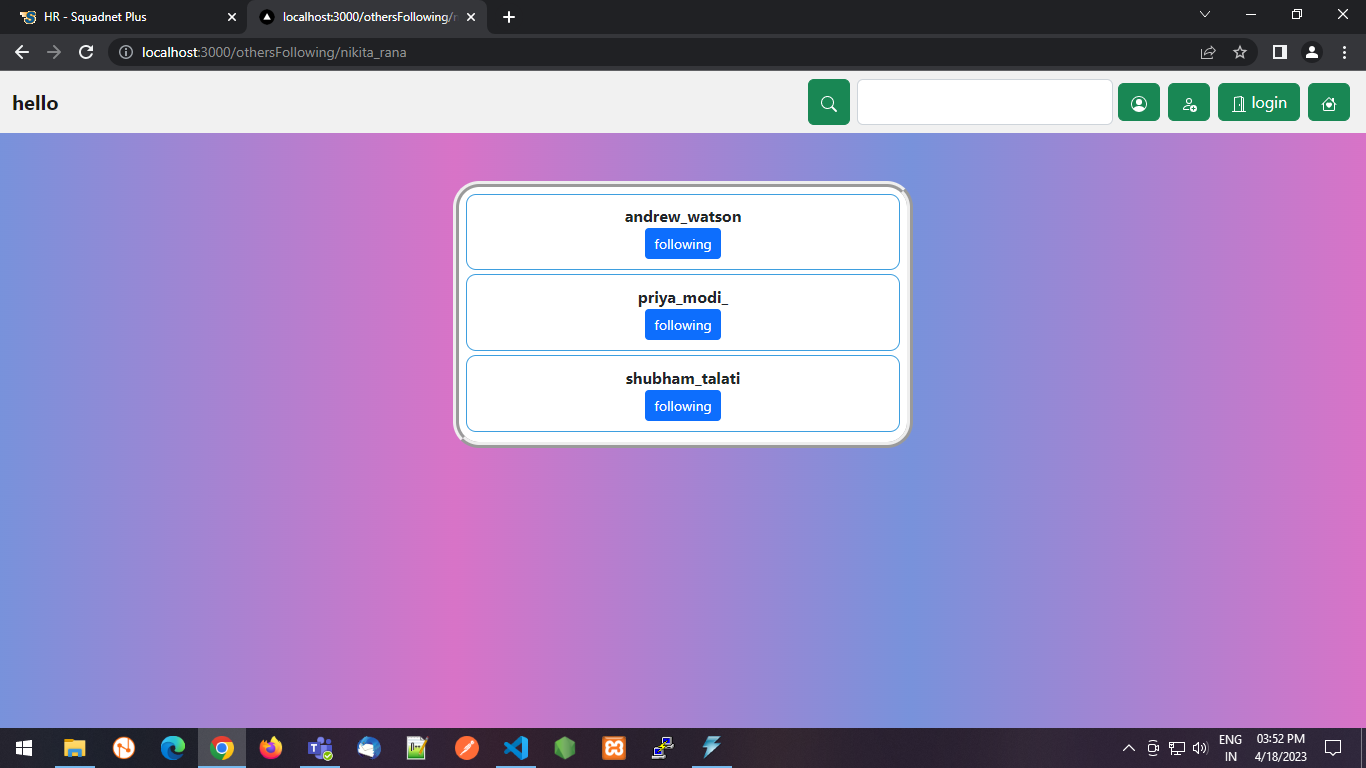 HR - Squadnet Plus
localhost:3000/othersFollowing/
localhost:3000/othersFollowing/nikita_rana
hello
login
andrew_watson
following
priya_modi_
following
shubham_talati
following
ENG
IN
03:52 PM
4/18/2023